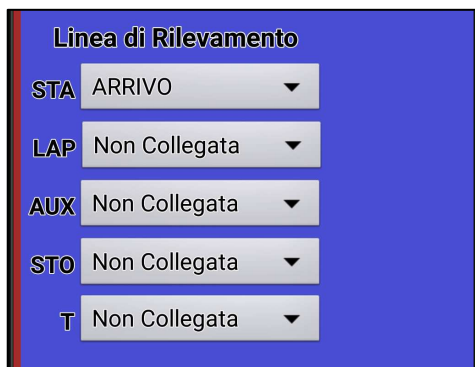 Linea di Rilevamento
STA ARRIVO
LAP Non Collegata
AUX Non Collegata
STO Non Collegata
T Non Collegata